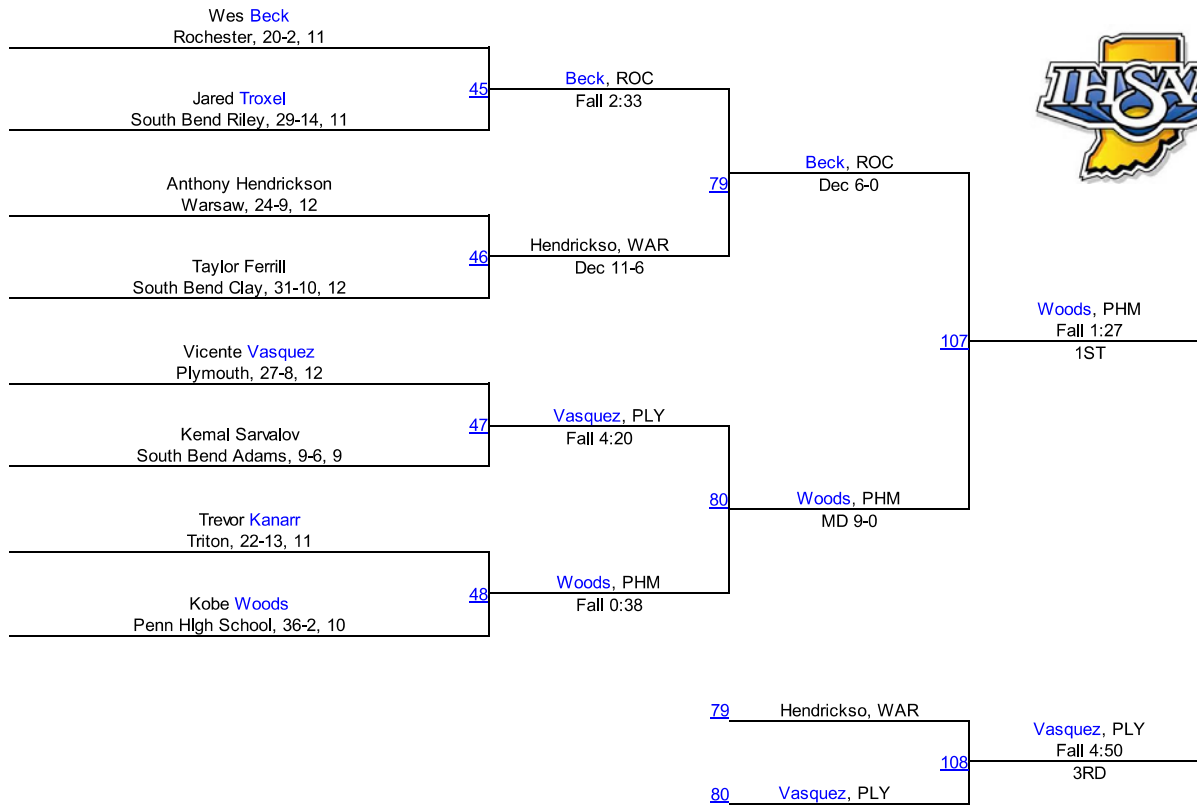 Wes Beck
Rochester, 20-2, 11
45
Jared Troxel
South Bend Riley, 29-14, 11
Beck, ROC
Fall 2:33
Anthony Hendrickson
Warsaw, 24-9, 12
46
Taylor Ferrill
South Bend Clay, 31-10, 12
Hendrickso, WAR
Dec 11-6
79
Beck, ROC
Dec 6-0
IHSAA
Vicente Vasquez
Plymouth, 27-8, 12
47
Kemal Sarvalov
South Bend Adams, 9-6, 9
Vasquez, PLY
Fall 4:20
Trevor Kanarr
Triton, 22-13, 11
48
Kobe Woods
Penn HIgh School, 36-2, 10
Woods, PHM
Fall 0:38
80
Woods, PHM
MD 9-0
107
Woods, PHM
Fall 1:27
1ST
79
Hendrickso, WAR
108
80
Vasquez, PLY
Vasquez, PLY
Fall 4:50
3RD